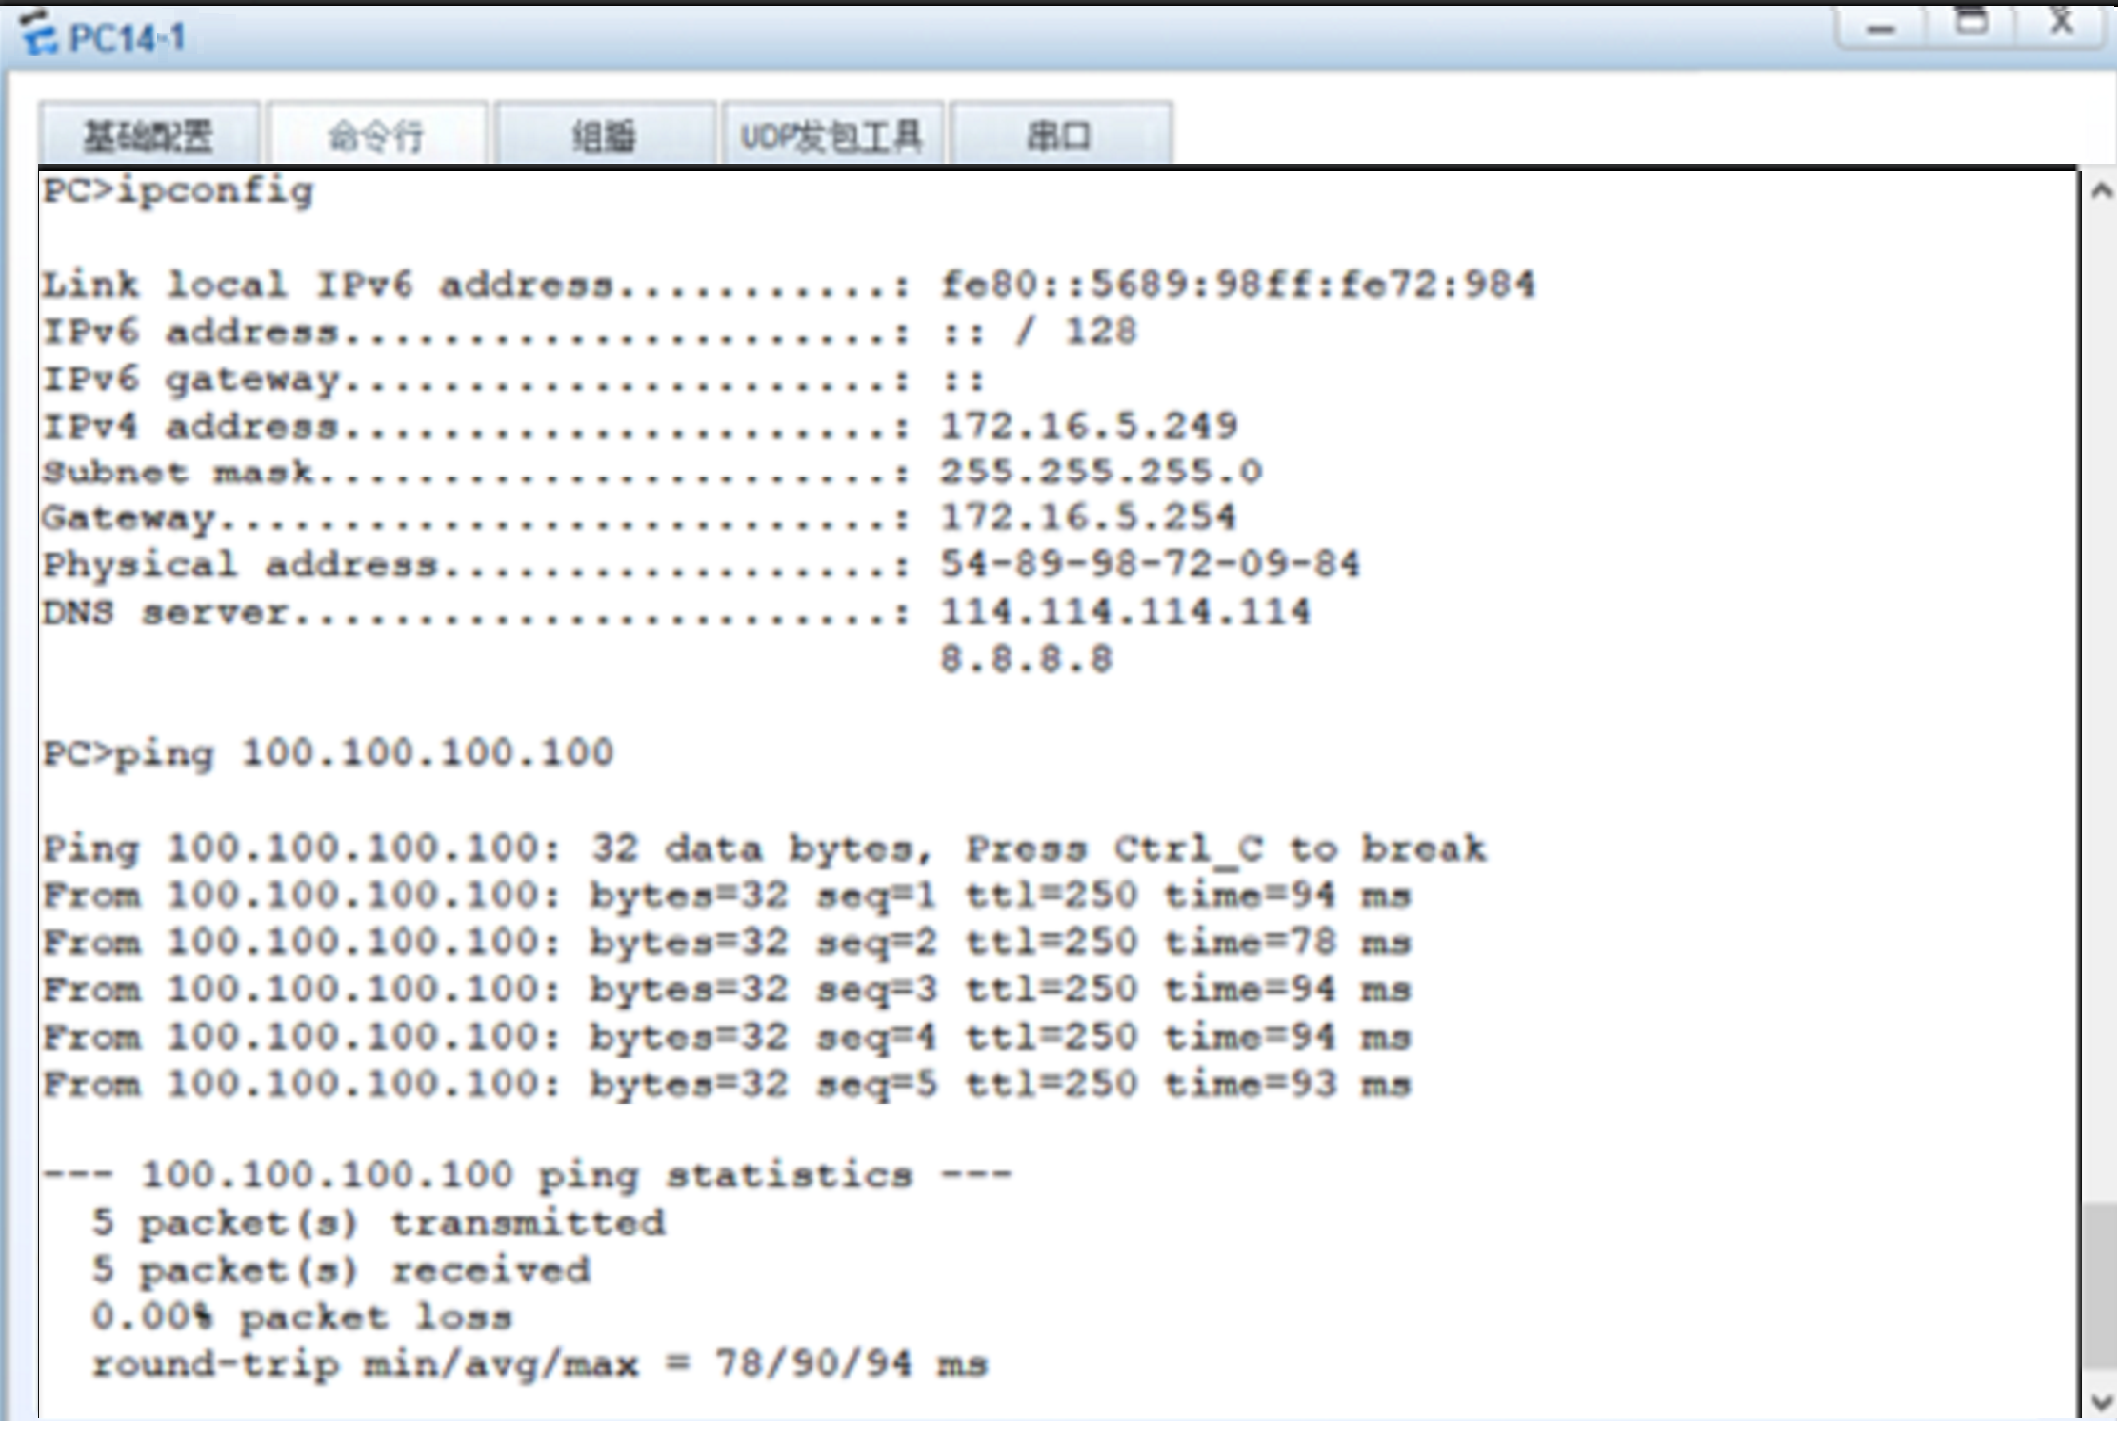 PC14-1
基础配置 命令行 组播 UDP发包工具 串口
PC>ipconfig
Link local IPv6 address...........: fe80::5689:98ff:fe72:984
IPv6 address......................: :: / 128
IPv6 gateway......................: ::
IPv4 address......................: 172.16.5.249
Subnet mask.......................: 255.255.255.0
Gateway...........................: 172.16.5.254
Physical address..................: 54-89-98-72-09-84
DNS server........................: 114.114.114.114
8.8.8.8
PC>ping 100.100.100.100
Ping 100.100.100.100: 32 data bytes, Press Ctrl_C to break
From 100.100.100.100: bytes=32 seq=1 ttl=250 time=94 ms
From 100.100.100.100: bytes=32 seq=2 ttl=250 time=78 ms
From 100.100.100.100: bytes=32 seq=3 ttl=250 time=94 ms
From 100.100.100.100: bytes=32 seq=4 ttl=250 time=94 ms
From 100.100.100.100: bytes=32 seq=5 ttl=250 time=93 ms
--- 100.100.100.100 ping statistics ---
5 packet(s) transmitted
5 packet(s) received
0.00% packet loss
round-trip min/avg/max = 78/90/94 ms